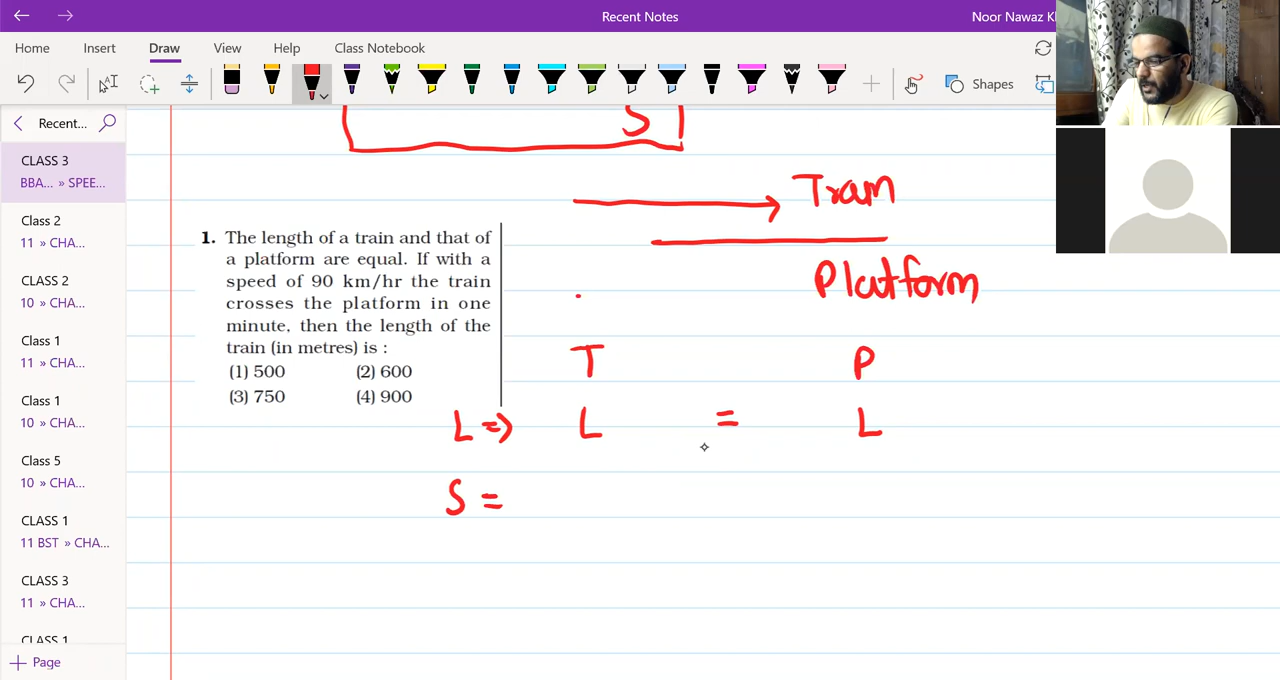 Recent Notes
Noor Nawaz Kh
Home Insert Draw View Help Class Notebook
Shapes
Recent...
CLASS 3
BBA... » SPEE...
Class 2
11 » CHA...
CLASS 2
10 » CHA...
Class 1
11 » CHA...
Class 1
10 » CHA...
Class 5
10 » CHA...
CLASS 1
11 BST » CHA...
CLASS 3
11 » CHA...
CLASS 1
+ Page
S
Train
Platform
1. The length of a train and that of
a platform are equal. If with a
speed of 90 km/hr the train
crosses the platform in one
minute, then the length of the
train (in metres) is :
(1) 500 (2) 600
(3) 750 (4) 900
T P
L => L = L
S =